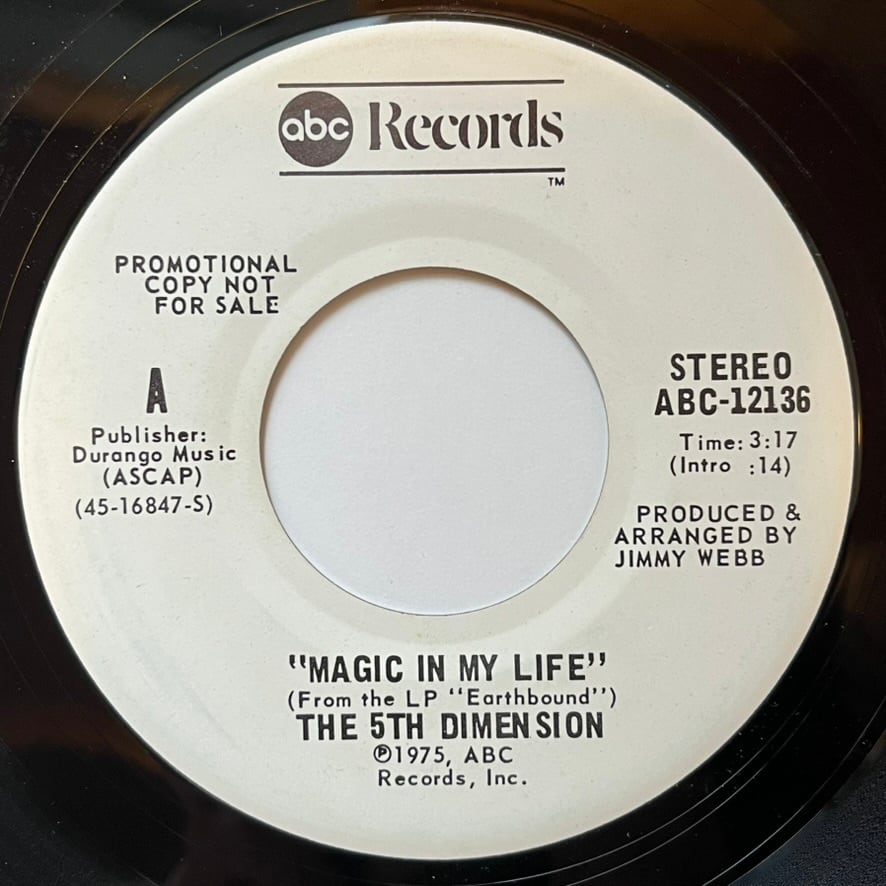 abc Records
TM
PROMOTIONAL
COPY NOT
FOR SALE
A
Publisher:
Durango Music
(ASCAP)
(45-16847-S)
STEREO
ABC-12136
Time: 3:17
(Intro :14)
PRODUCED &
ARRANGED BY
JIMMY WEBB
"MAGIC IN MY LIFE"
(From the LP "Earthbound")
THE 5TH DIMENSION
℗1975, ABC
Records, Inc.